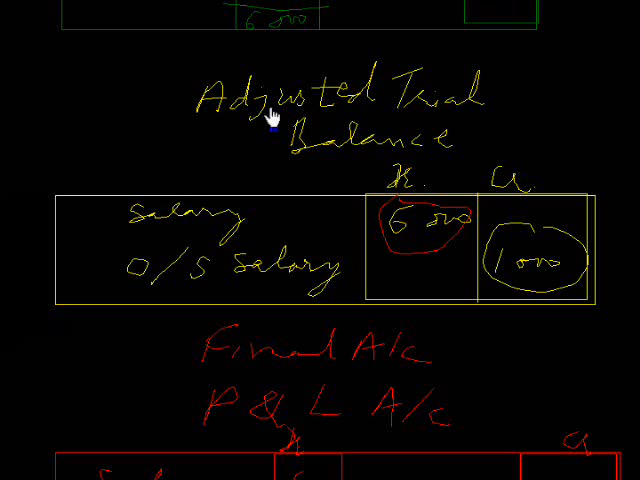 6 000
Adjusted Trial
Balance
Dr. Cr.
Salary 6 000
O/S Salary 1 000
Final A/c
P & L A/c
Dr Cr